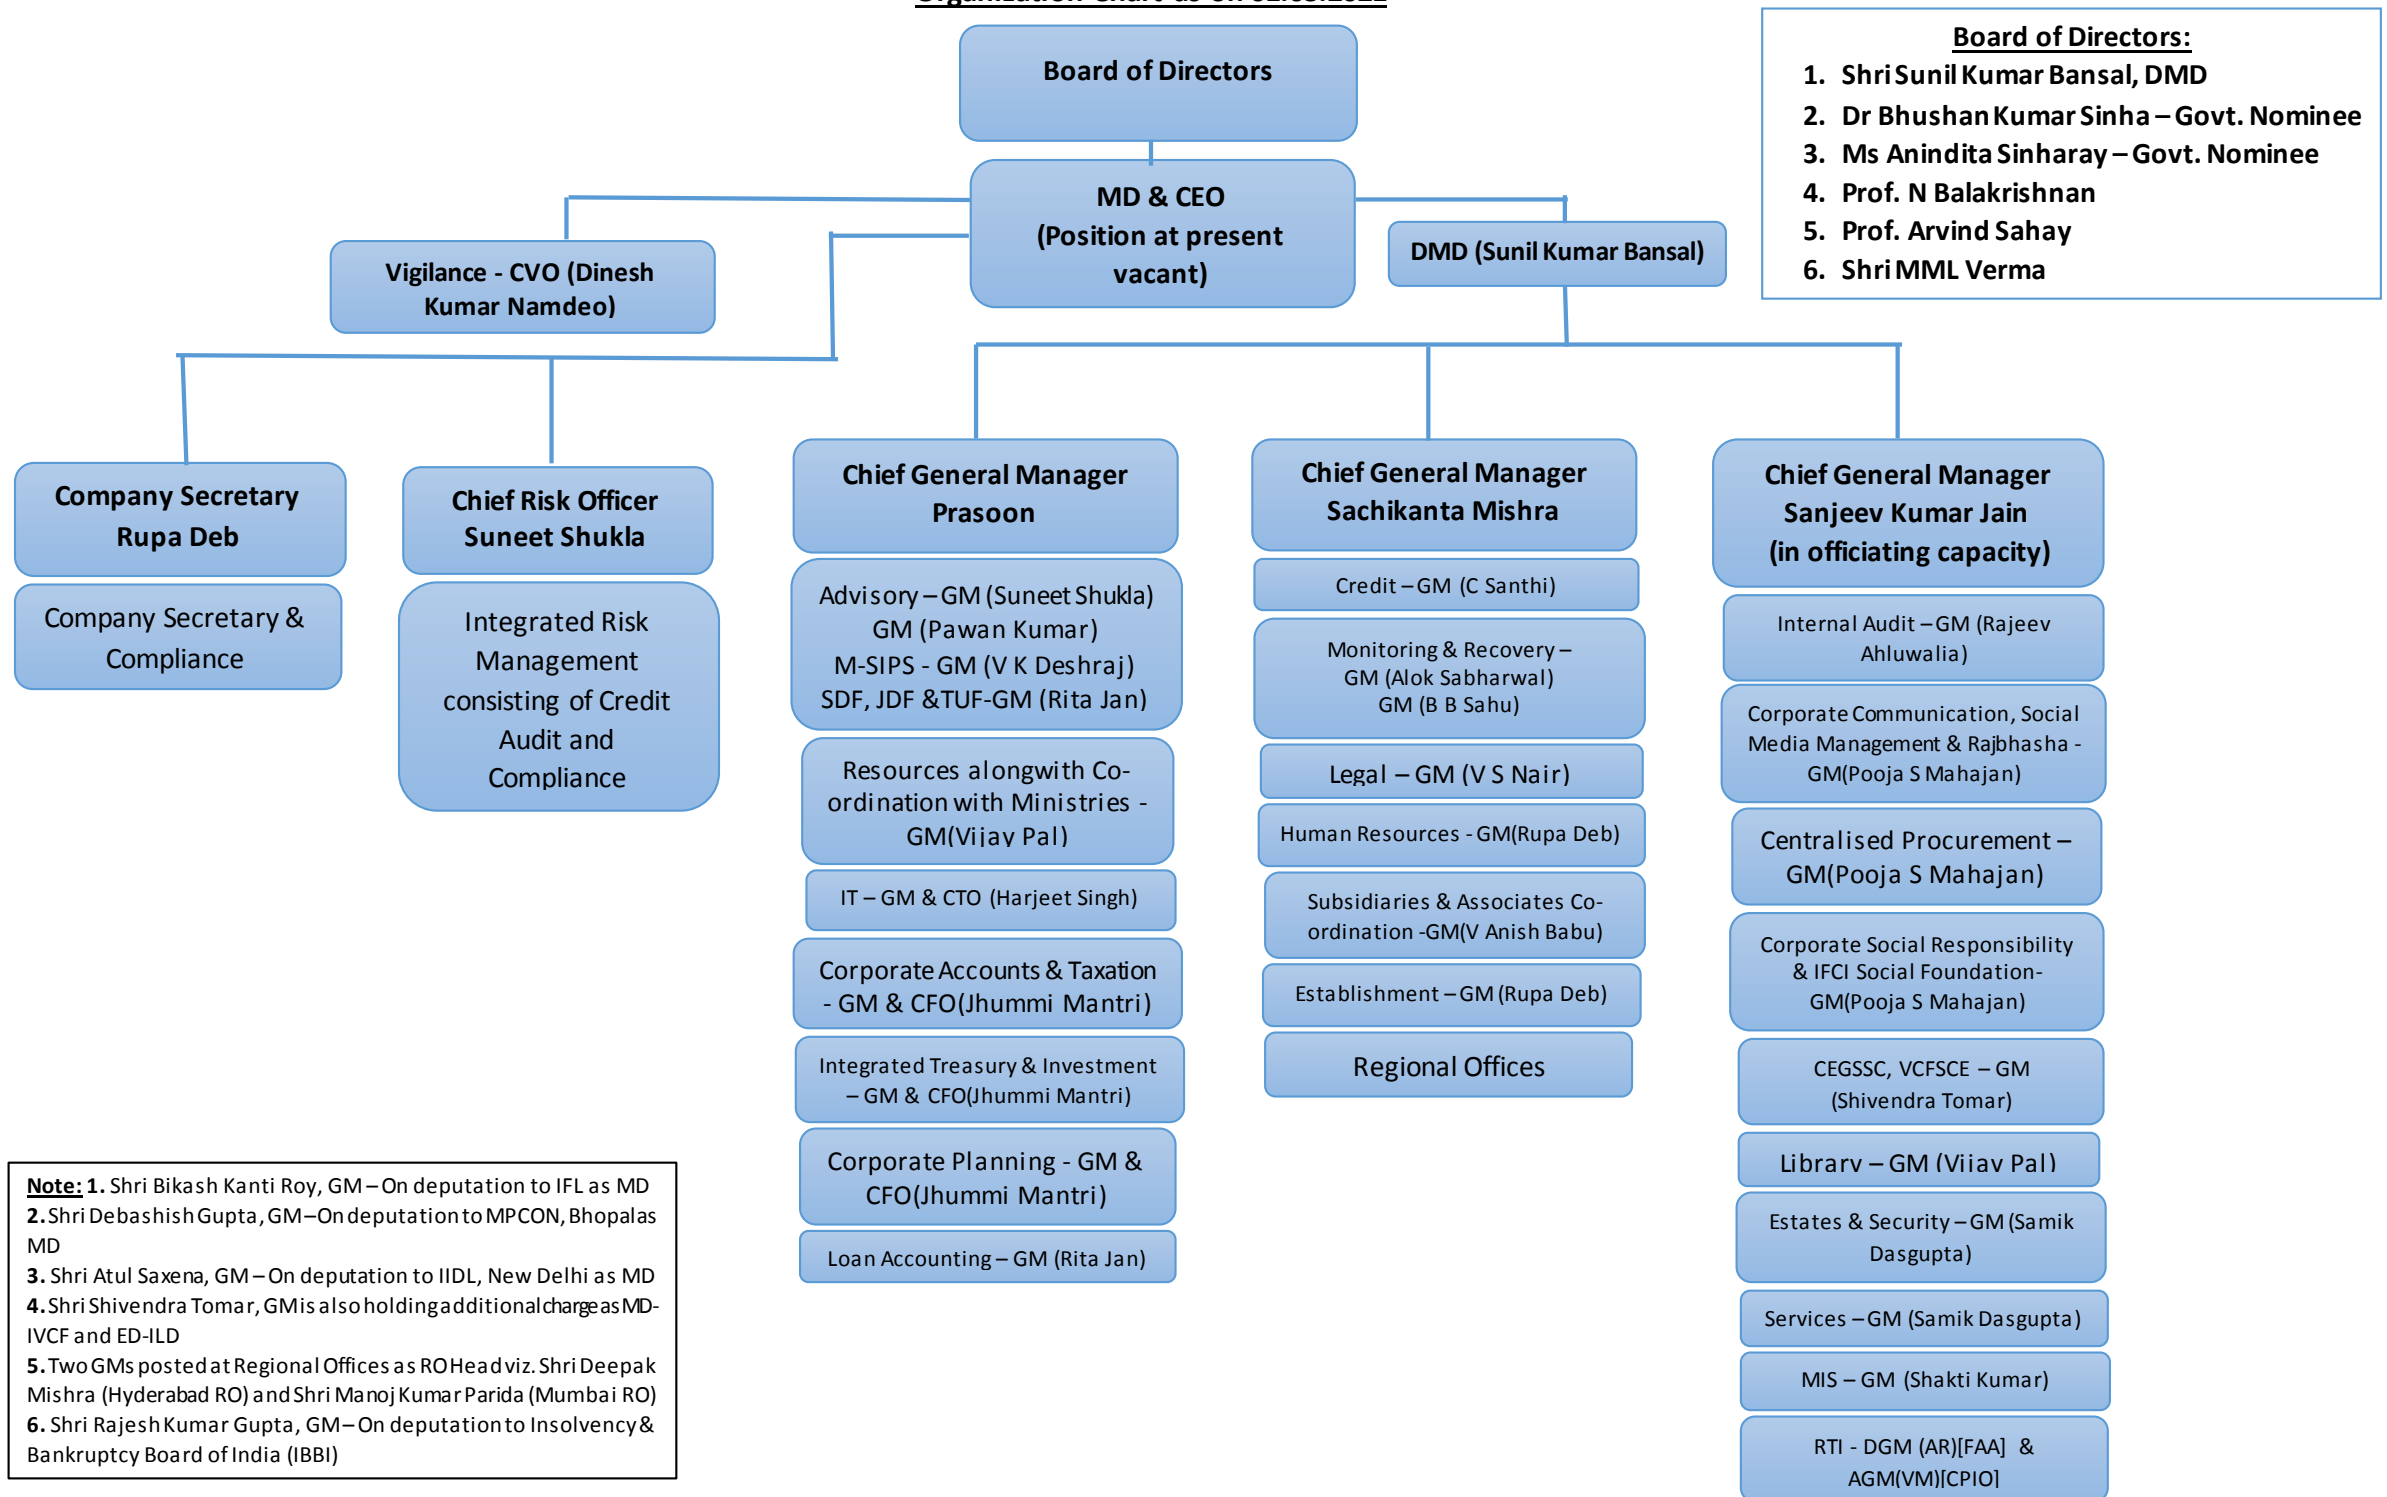 Organization Chart as on
Board of Directors
Board of Directors:
1. Shri Sunil Kumar Bansal, DMD
2. Dr Bhushan Kumar Sinha – Govt. Nominee
3. Ms Anindita Sinharay – Govt. Nominee
4. Prof. N Balakrishnan
5. Prof. Arvind Sahay
6. Shri MML Verma
MD & CEO
(Position at present
vacant)
Vigilance - CVO (Dinesh
Kumar Namdeo)
DMD (Sunil Kumar Bansal)
Company Secretary
Rupa Deb
Company Secretary &
Compliance
Chief Risk Officer
Suneet Shukla
Integrated Risk
Management
consisting of Credit
Audit and
Compliance
Chief General Manager
Prasoon
Advisory – GM (Suneet Shukla)
GM (Pawan Kumar)
M-SIPS - GM (V K Deshraj)
SDF, JDF &TUF-GM (Rita Jan)
Resources alongwith Co-
ordination with Ministries -
GM(Vijay Pal)
IT – GM & CTO (Harjeet Singh)
Corporate Accounts & Taxation
- GM & CFO(Jhummi Mantri)
Integrated Treasury & Investment
– GM & CFO(Jhummi Mantri)
Corporate Planning - GM &
CFO(Jhummi Mantri)
Loan Accounting – GM (Rita Jan)
Chief General Manager
Sachikanta Mishra
Credit – GM (C Santhi)
Monitoring & Recovery –
GM (Alok Sabharwal)
GM (B B Sahu)
Legal – GM (V S Nair)
Human Resources - GM(Rupa Deb)
Subsidiaries & Associates Co-
ordination -GM(V Anish Babu)
Establishment – GM (Rupa Deb)
Regional Offices
Chief General Manager
Sanjeev Kumar Jain
(in officiating capacity)
Internal Audit – GM (Rajeev
Ahluwalia)
Corporate Communication, Social
Media Management & Rajbhasha -
GM(Pooja S Mahajan)
Centralised Procurement –
GM(Pooja S Mahajan)
Corporate Social Responsibility
& IFCI Social Foundation-
GM(Pooja S Mahajan)
CEGSSC, VCFSCE – GM
(Shivendra Tomar)
Library – GM (Vijay Pal)
Estates & Security – GM (Samik
Dasgupta)
Services – GM (Samik Dasgupta)
MIS – GM (Shakti Kumar)
RTI - DGM (AR)[FAA] &
AGM(VM)[CPIO]
Note: 1. Shri Bikash Kanti Roy, GM – On deputation to IFL as MD
2. Shri Debashish Gupta, GM – On deputation to MPCON, Bhopal as
MD
3. Shri Atul Saxena, GM – On deputation to IIDL, New Delhi as MD
4. Shri Shivendra Tomar, GM is also holding additional charge as MD-
IVCF and ED-ILD
5. Two GMs posted at Regional Offices as RO Head viz. Shri Deepak
Mishra (Hyderabad RO) and Shri Manoj Kumar Parida (Mumbai RO)
6. Shri Rajesh Kumar Gupta, GM – On deputation to Insolvency &
Bankruptcy Board of India (IBBI)